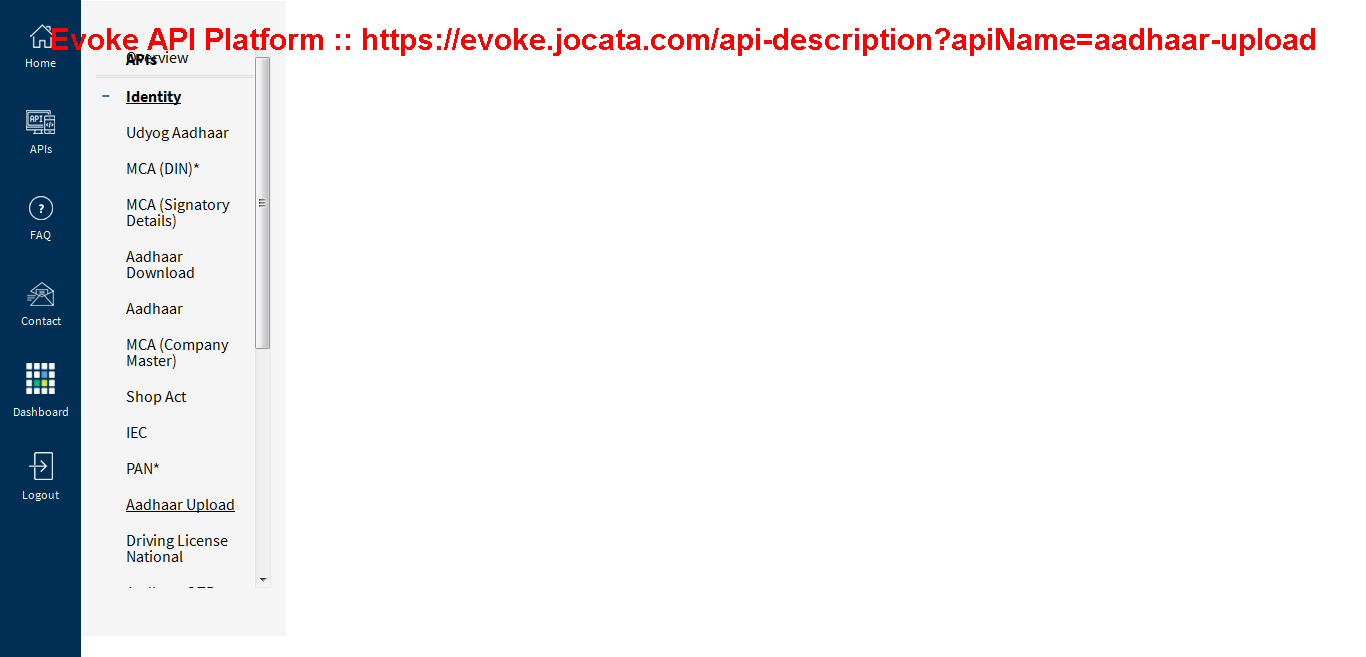 Evoke API Platform :: https://evoke.jocata.com/api-description?apiName=aadhaar-upload
Home
APIs
FAQ
Contact
Dashboard
Logout
APIs
Overview
Identity
Udyog Aadhaar
MCA (DIN)*
MCA (Signatory
Details)
Aadhaar
Download
Aadhaar
MCA (Company
Master)
Shop Act
IEC
PAN*
Aadhaar Upload
Driving License
National